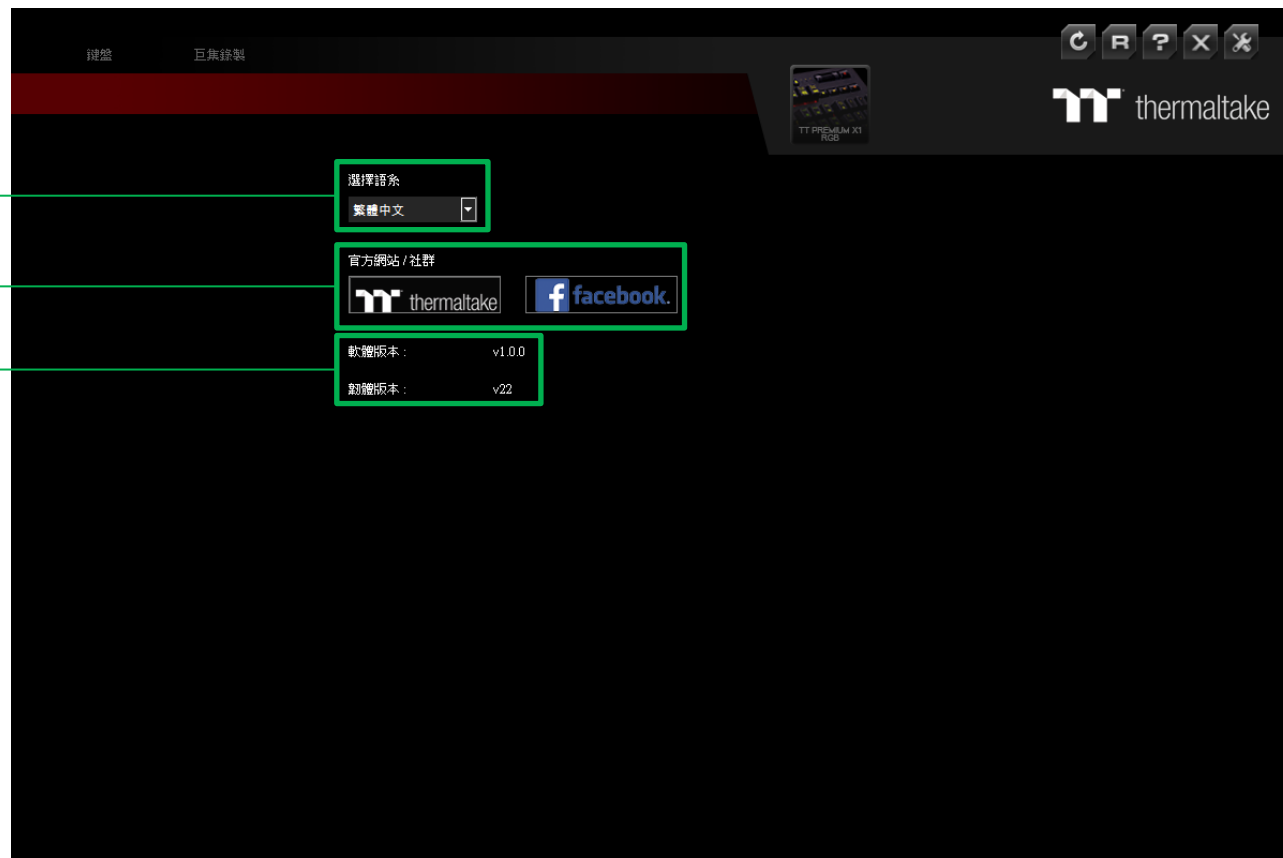 鍵盤 巨集錄製
C R ? X
thermaltake
TT PREMIUM X1
RGB
選擇語系
繁體中文
官方網站 / 社群
thermaltake facebook.
軟體版本 : v1.0.0
韌體版本 : v22